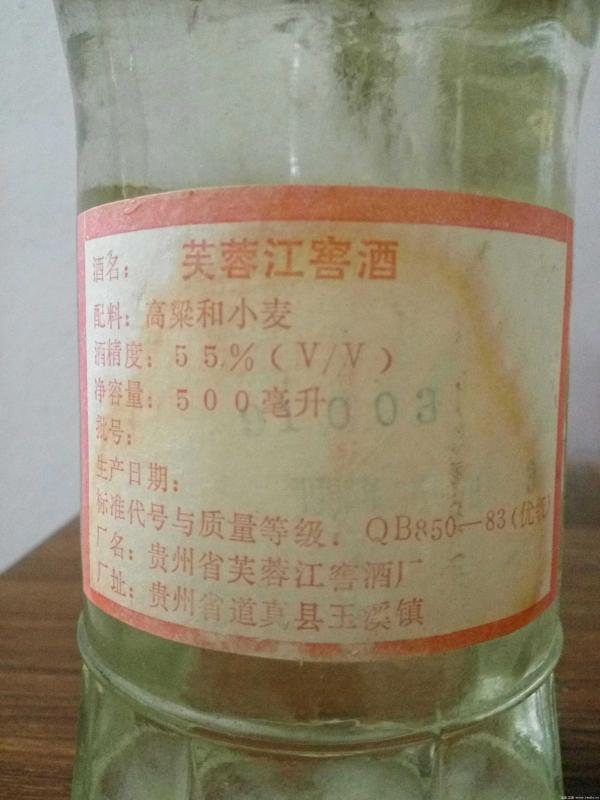 酒名： 芙蓉江窖酒
配料：高粱和小麦
酒精度：55％（V/V）
净容量：500毫升
批号：
生产日期：
标准代号与质量等级．QB850—83(优级)
厂名：贵州省芙蓉江窖酒厂
厂址：贵州省道真县玉溪镇